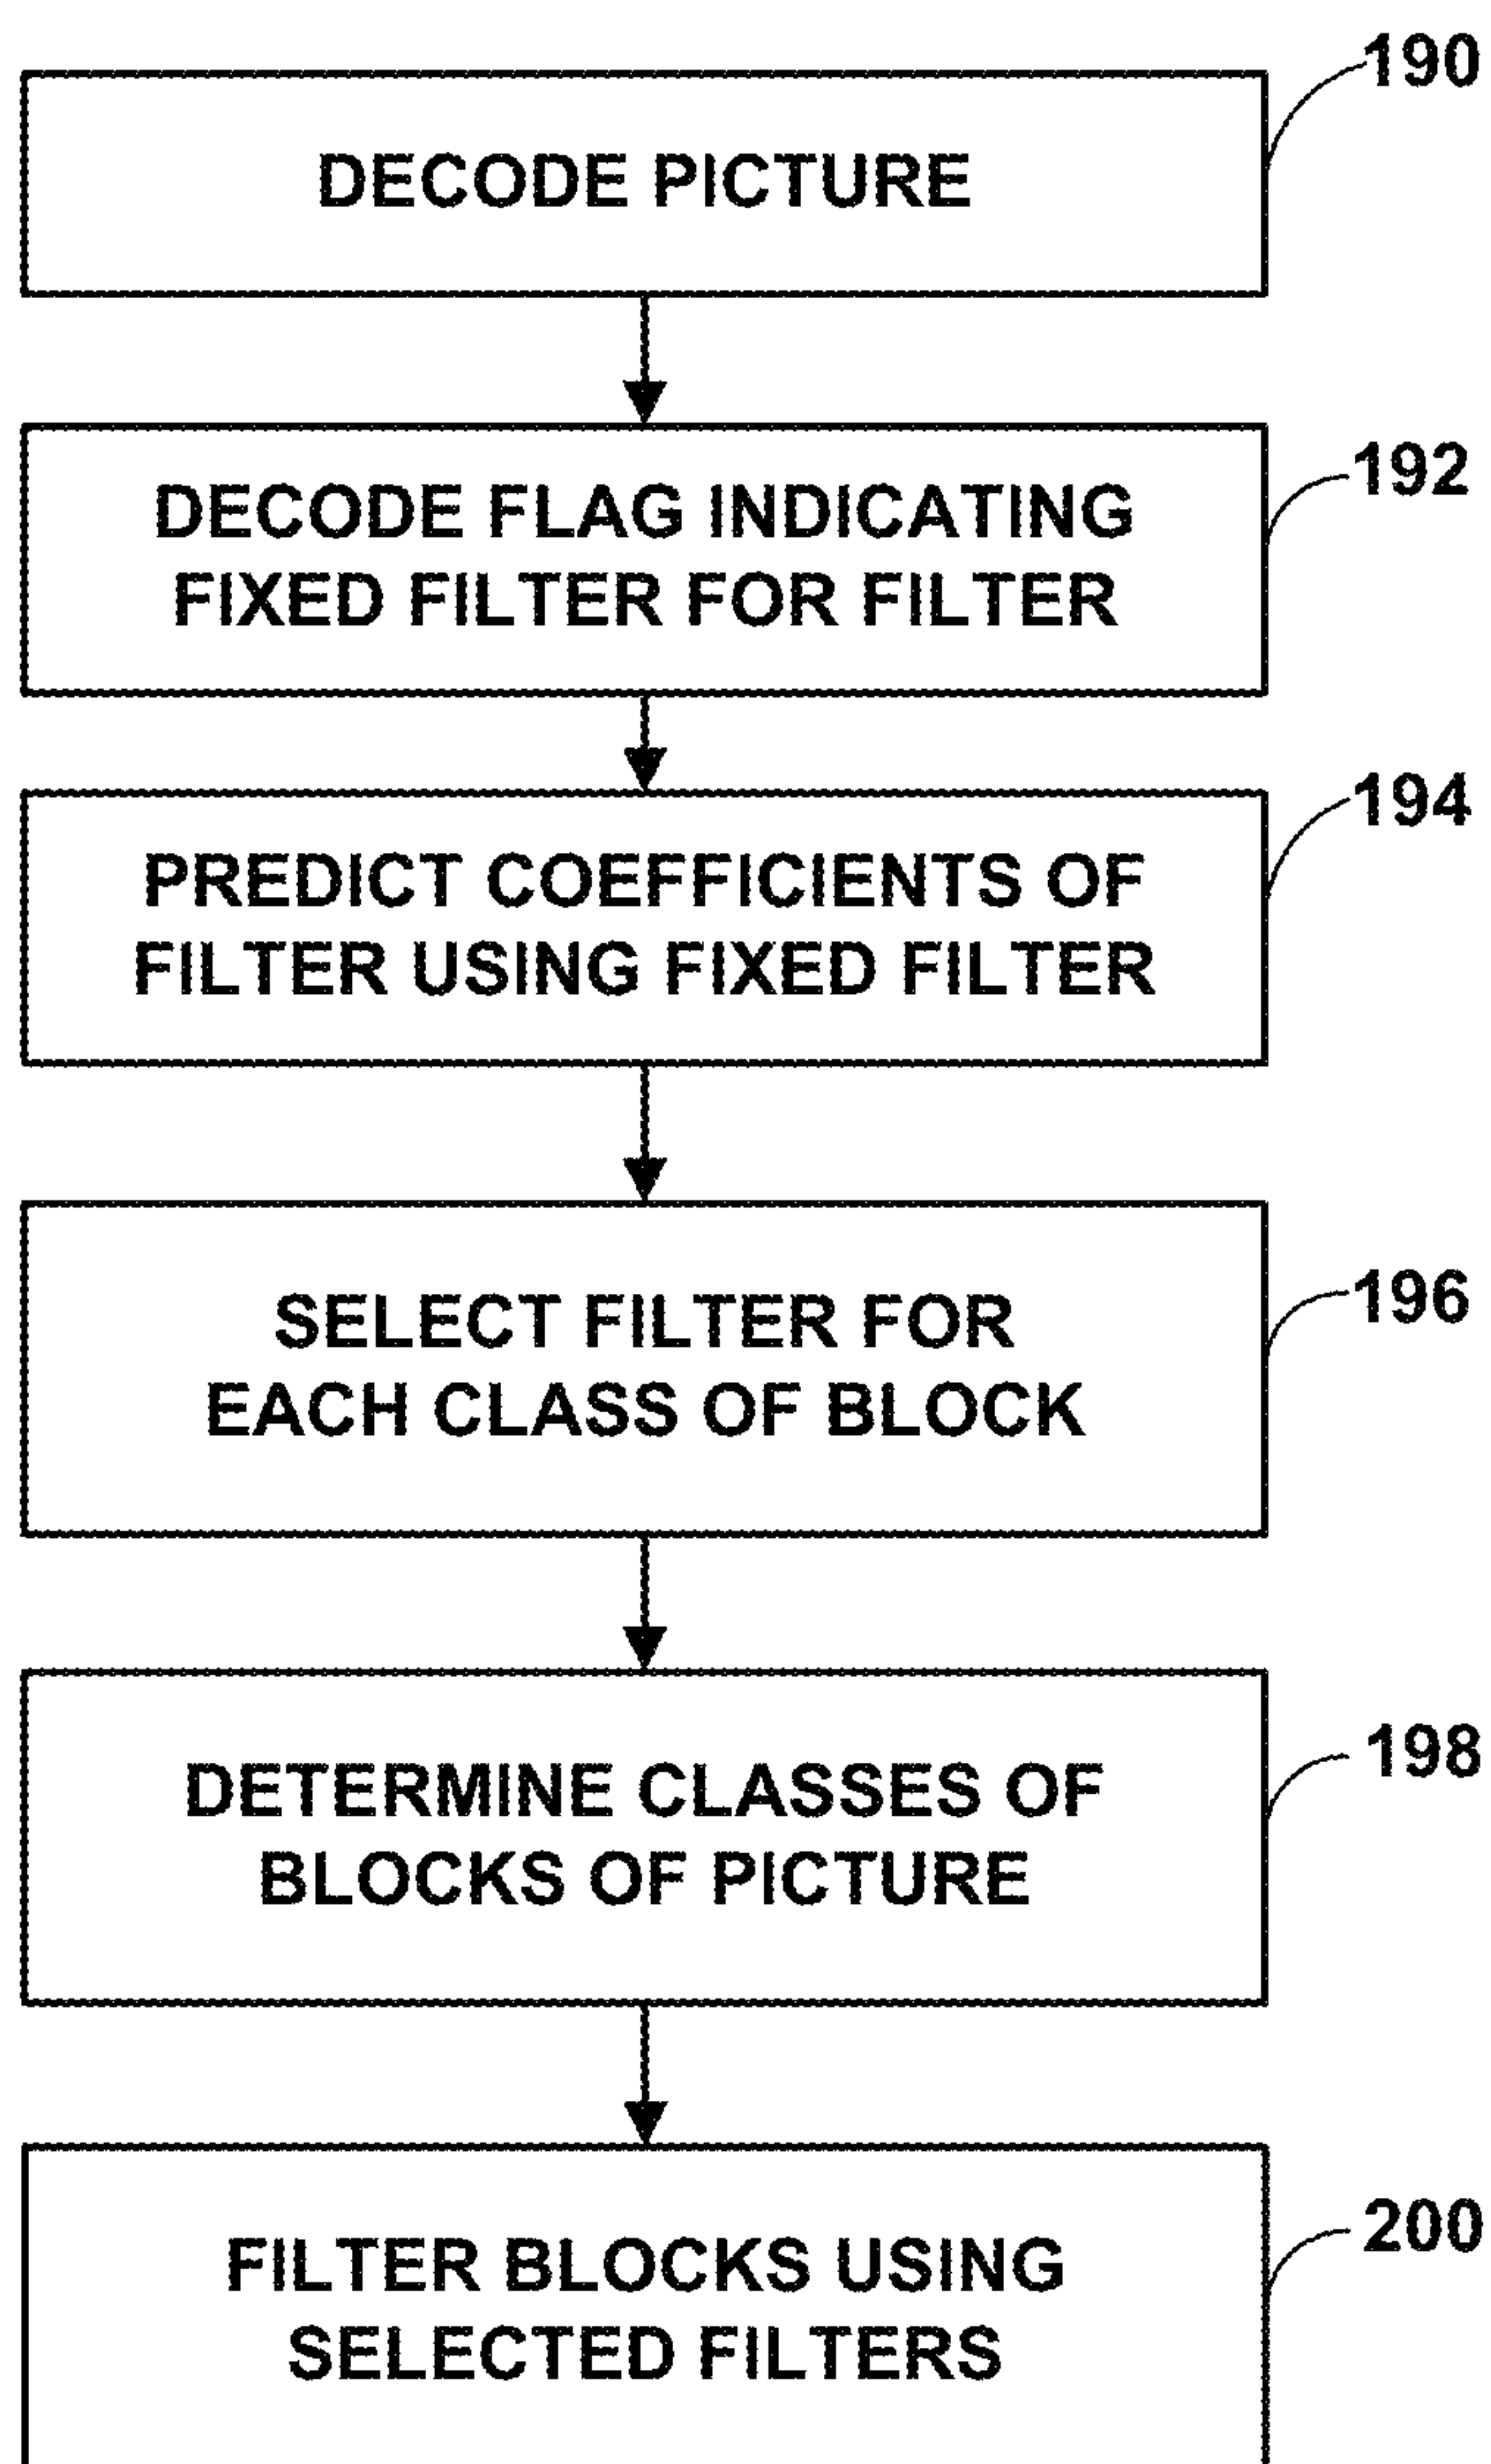 190
DECODE PICTURE
192
DECODE FLAG INDICATING
FIXED FILTER FOR FILTER
194
PREDICT COEFFICIENTS OF
FILTER USING FIXED FILTER
196
SELECT FILTER FOR
EACH CLASS OF BLOCK
198
DETERMINE CLASSES OF
BLOCKS OF PICTURE
200
FILTER BLOCKS USING
SELECTED FILTERS